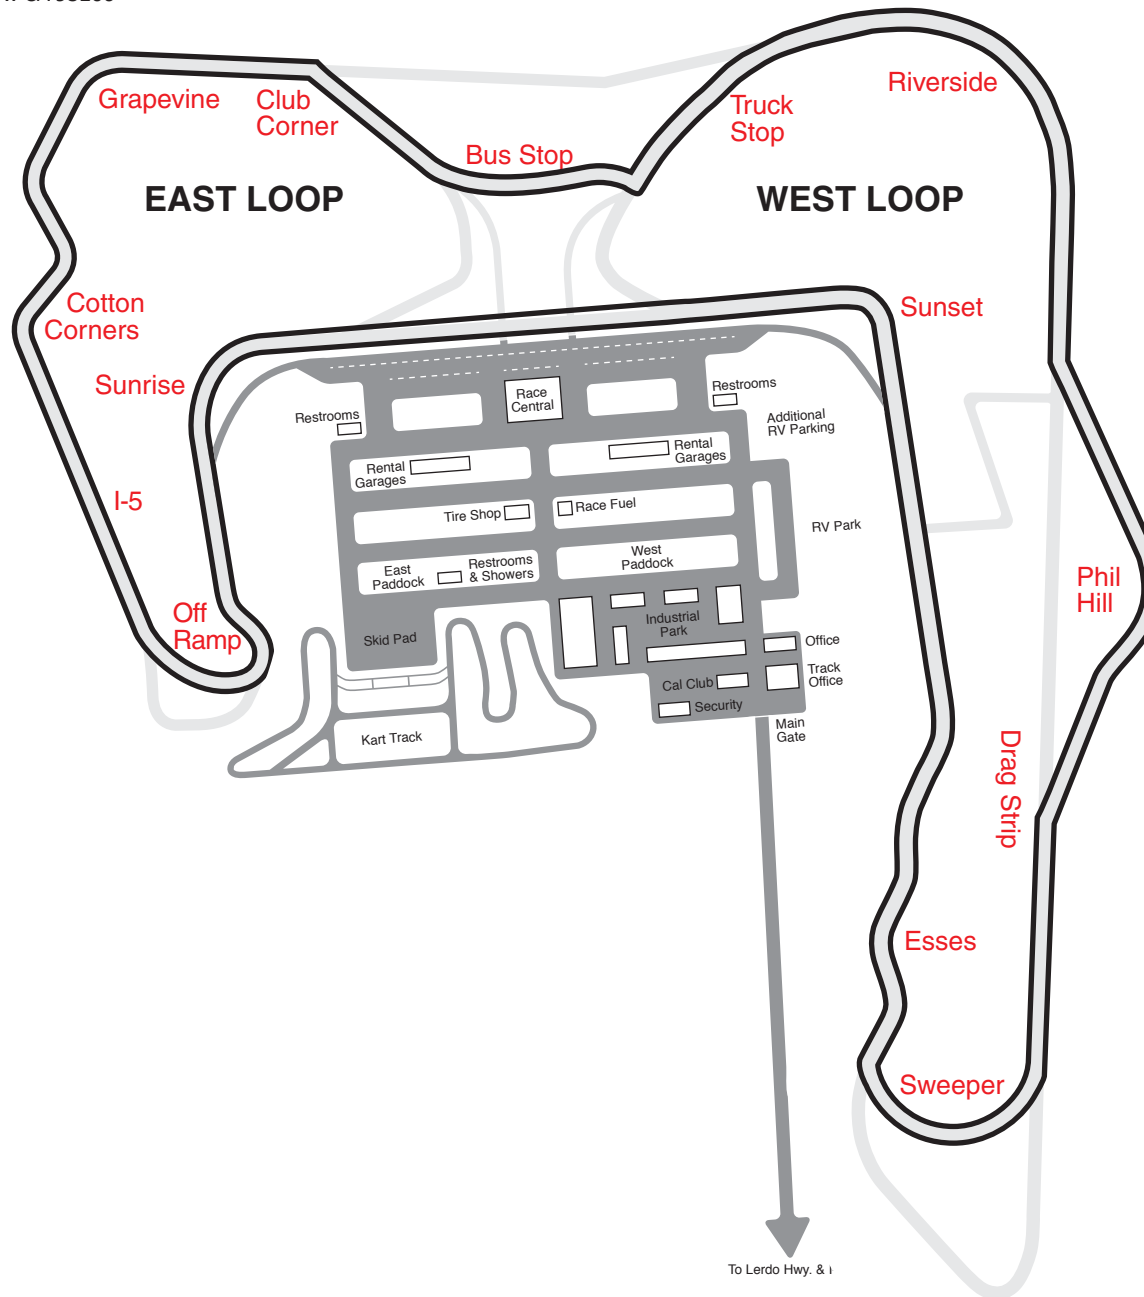 Riverside
Grapevine
Club
Corner
Truck
Stop
Bus Stop
EAST LOOP
WEST LOOP
Cotton
Corners
Sunset
Sunrise
Restrooms
Race
Central
Restrooms
Additional
RV Parking
Rental
Garages
Rental
Garages
I-5
Tire Shop
Race Fuel
RV Park
East
Paddock
Restrooms
& Showers
West
Paddock
Phil
Hill
Off
Ramp
Skid Pad
Industrial
Park
Office
Cal Club
Track
Office
Security
Main
Gate
Kart Track
Drag Strip
Esses
Sweeper
To Lerdo Hwy. &